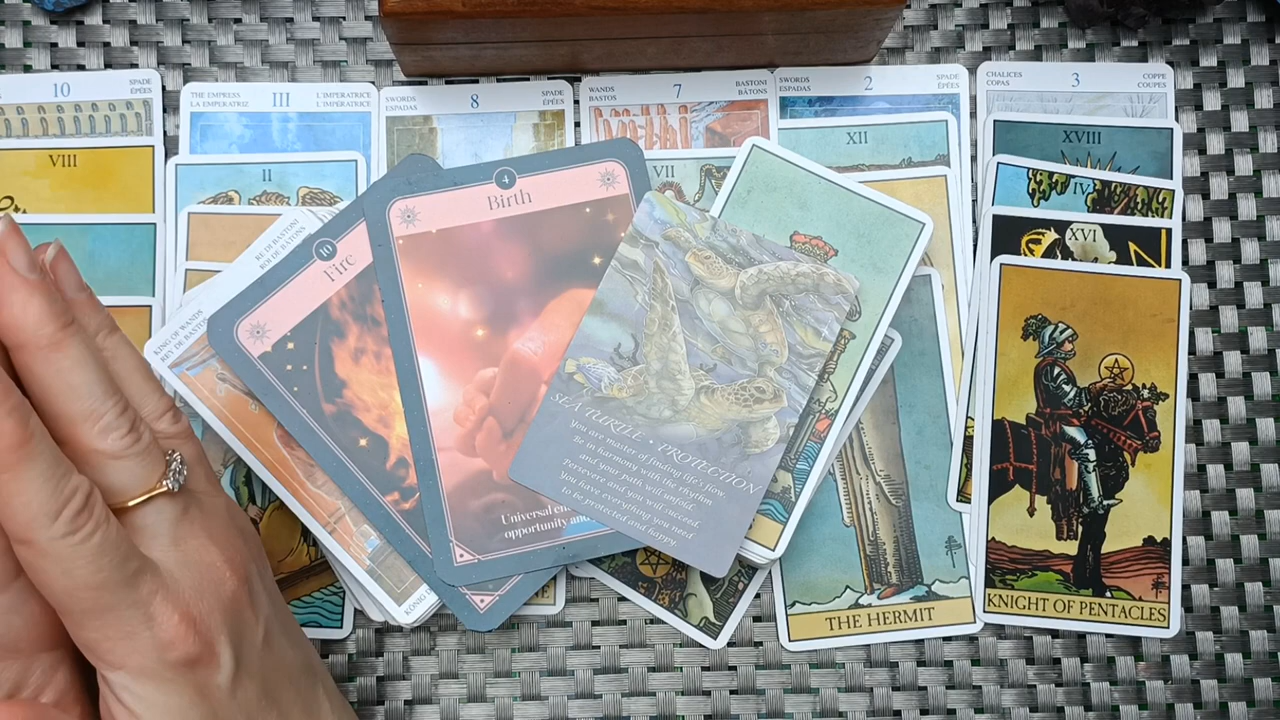 10
SPADE
ÉPÉES
THE EMPRESS
LA EMPERATRIZ
III
L'IMPÉRATRICE
L'IMPÉRATRICE
SWORDS
ESPADAS
8
SPADE
ÉPÉES
WANDS
BASTOS
7
BASTONI
BÂTONS
SWORDS
ESPADAS
2
SPADE
ÉPÉES
CHALICES
COPAS
3
COPPE
COUPES
VIII
II
VII
XII
XVIII
IV
XVI
KING OF WANDS
REY DE BASTOS
RE DI BASTONI
ROI DE BÂTONS
10
Fire
4
Birth
Universal
opportunity and
SEA TURTLE • PROTECTION
You are master of finding life's flow.
Be in harmony with the rhythm
and your path will unfold.
Persevere and you will succeed.
You have everything you need
to be protected and happy.
THE HERMIT
KNIGHT OF PENTACLES